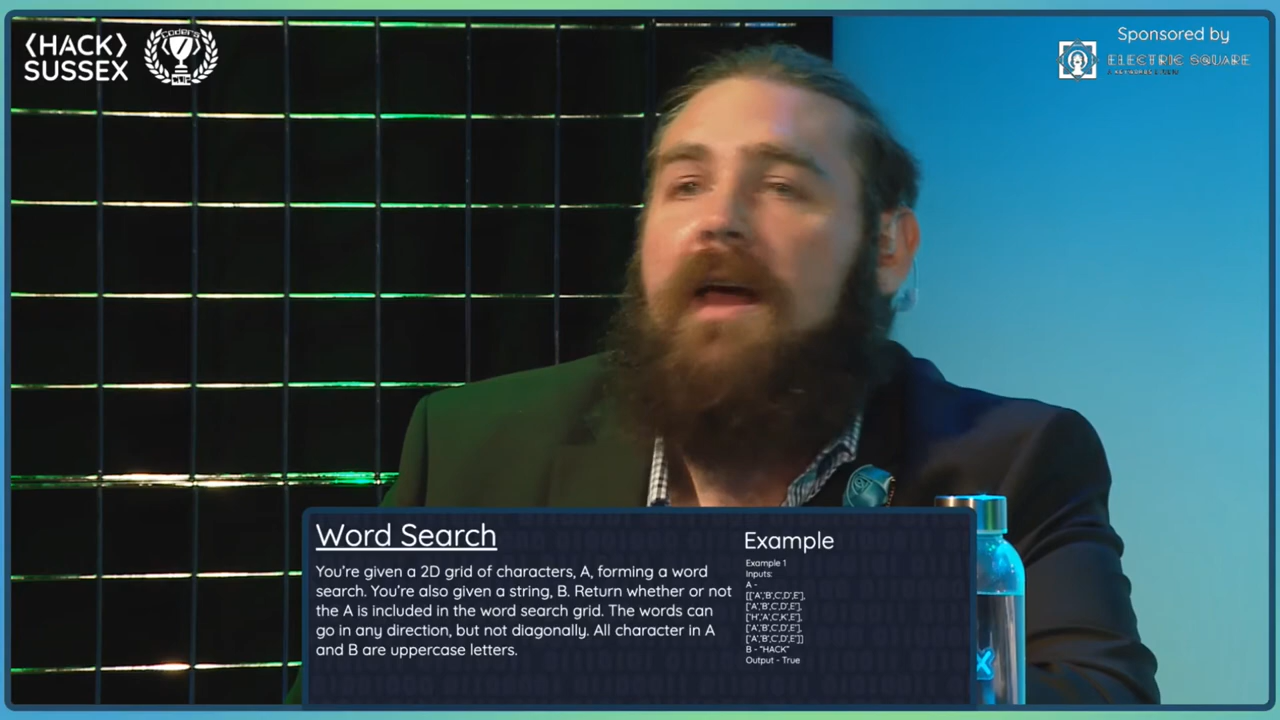 ⟨HACK⟩
SUSSEX
Coders
CUP
Sponsored by
ELECTRIC SQUARE
Word Search
You're given a 2D grid of characters, A, forming a word
search. You're also given a string, B. Return whether or not
the A is included in the word search grid. The words can
go in any direction, but not diagonally. All character in A
and B are uppercase letters.
Example
Example 1
Inputs:
A -
[['A','B','C','D','E'],
['A','B','C','D','E'],
['H','A','C','K','E'],
['A','B','C','D','E'],
['A','B','C','D','E']]
B - "HACK"
Output - True